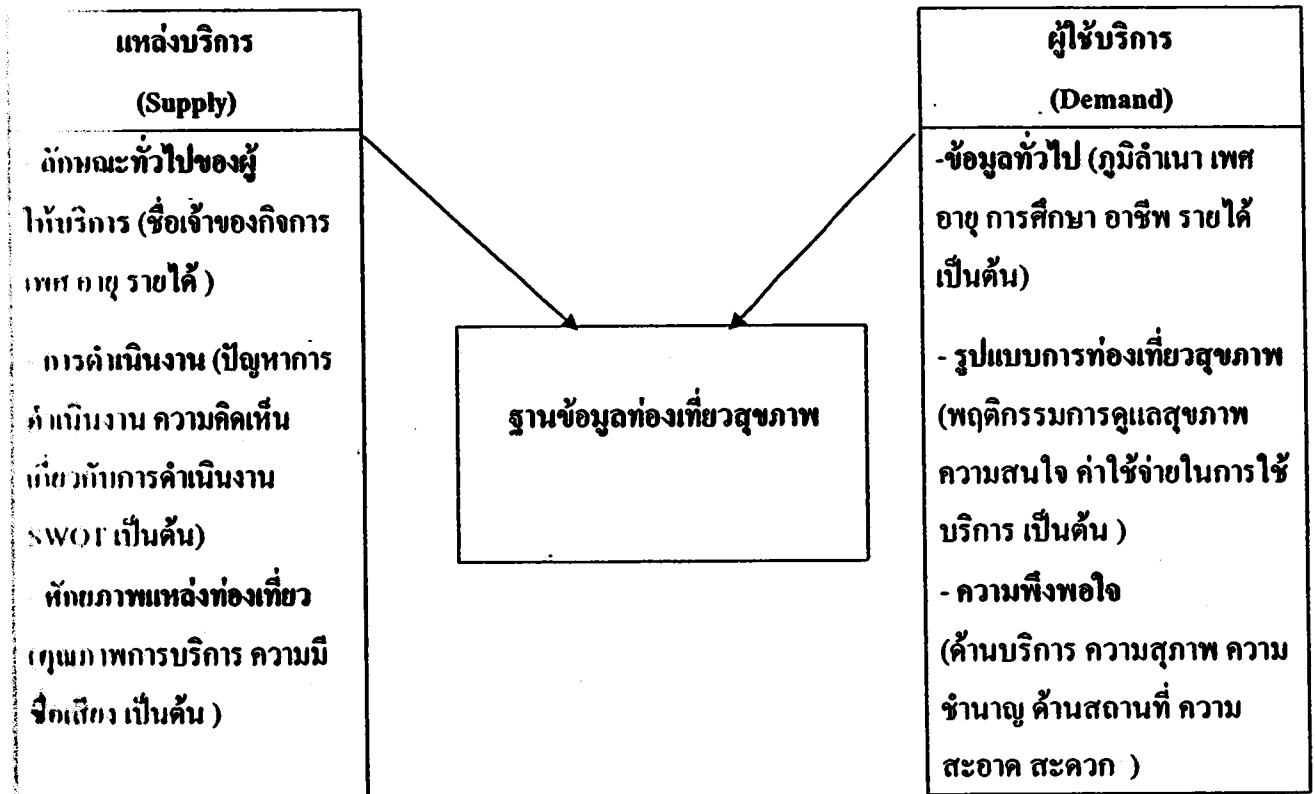 แหล่งบริการ
(Supply)
ลักษณะทั่วไปของผู้
ให้บริการ (ชื่อเจ้าของกิจการ
เพศ อายุ รายได้ )
การดำเนินงาน (ปัญหาการ
ดำเนินงาน ความคิดเห็น
เกี่ยวกับการดำเนินงาน
SWOT เป็นต้น)
ศักยภาพแหล่งท่องเที่ยว
(คุณภาพการบริการ ความมี
ชื่อเสียง เป็นต้น )
ฐานข้อมูลท่องเที่ยวสุขภาพ
ผู้ใช้บริการ
(Demand)
-ข้อมูลทั่วไป (ภูมิลำเนา เพศ
อายุ การศึกษา อาชีพ รายได้
เป็นต้น)
- รูปแบบการท่องเที่ยวสุขภาพ
(พฤติกรรมการดูแลสุขภาพ
ความสนใจ ค่าใช้จ่ายในการใช้
บริการ เป็นต้น )
- ความพึงพอใจ
(ด้านบริการ ความสุภาพ ความ
ชำนาญ ด้านสถานที่ ความ
สะอาด สะดวก )